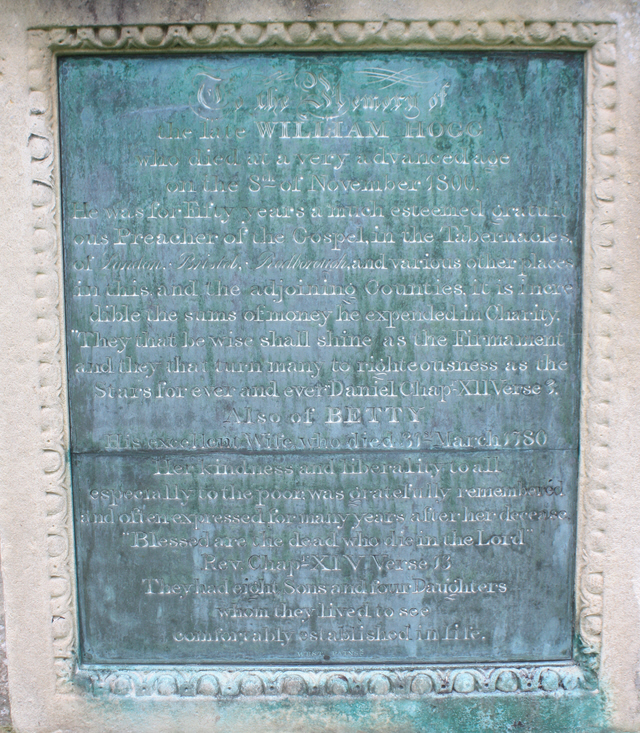 To the Memory of
the late WILLIAM HOGG
who died at a very advanced age
on the 8th of November 1800.
He was for Fifty years a much esteemed gratuit
ous Preacher of the Gospel, in the Tabernacles,
of London, Bristol, Rodborough, and various other places
in this, and the adjoining Counties, it is incre
dible the sums of money he expended in Charity.
"They that be wise shall shine as the Firmament
and they that turn many to righteousness as the
Stars for ever and ever" Daniel Chapr XII Verse 3.
Also of BETTY
His excellent Wife, who died 31st March, 1780
Her kindness and liberality to all
especially to the poor, was gratefully remembered
and often expressed for many years after her decease.
"Blessed are the dead who die in the Lord"
Rev. Chapr XIV Verse 13
They had eight Sons and four Daughters
whom they lived to see
comfortably established in life.